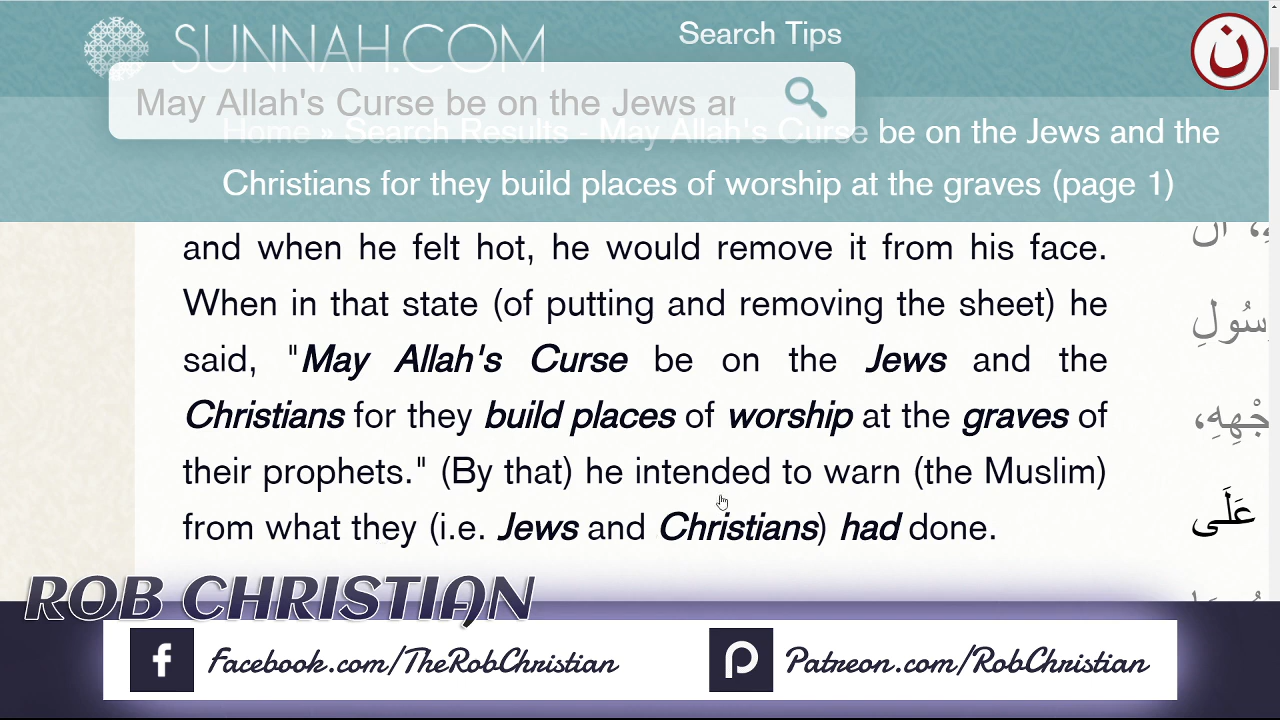 SUNNAH.COM
Search Tips
ن
May Allah's Curse be on the Jews ar
Home » Search Results - May Allah's Curse be on the Jews and the
Christians for they build places of worship at the graves (page 1)
and when he felt hot, he would remove it from his face.
When in that state (of putting and removing the sheet) he
said, "May Allah's Curse be on the Jews and the
Christians for they build places of worship at the graves of
their prophets." (By that) he intended to warn (the Muslim)
from what they (i.e. Jews and Christians) had done.
عَلَى
ROB CHRISTIAN
Facebook.com/TheRobChristian
Patreon.com/RobChristian